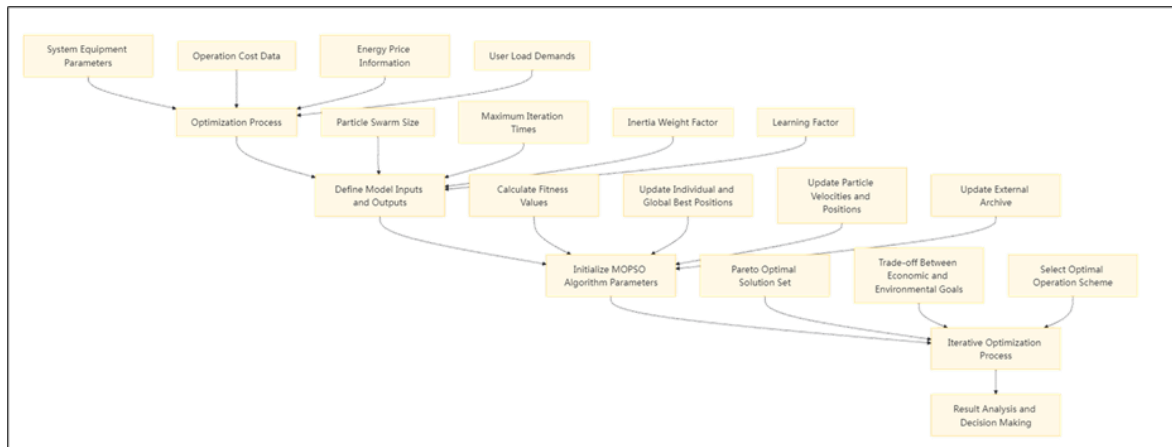 System Equipment
Parameters
Operation Cost Data
Energy Price
Information
User Load Demands
Optimization Process
Particle Swarm Size
Maximum Iteration
Times
Inertia Weight Factor
Learning Factor
Define Model Inputs
and Outputs
Calculate Fitness
Values
Update Individual and
Global Best Positions
Update Particle
Velocities and
Positions
Update External
Archive
Initialize MOPSO
Algorithm Parameters
Pareto Optimal
Solution Set
Trade-off Between
Economic and
Environmental Goals
Select Optimal
Operation Scheme
Iterative Optimization
Process
Result Analysis and
Decision Making